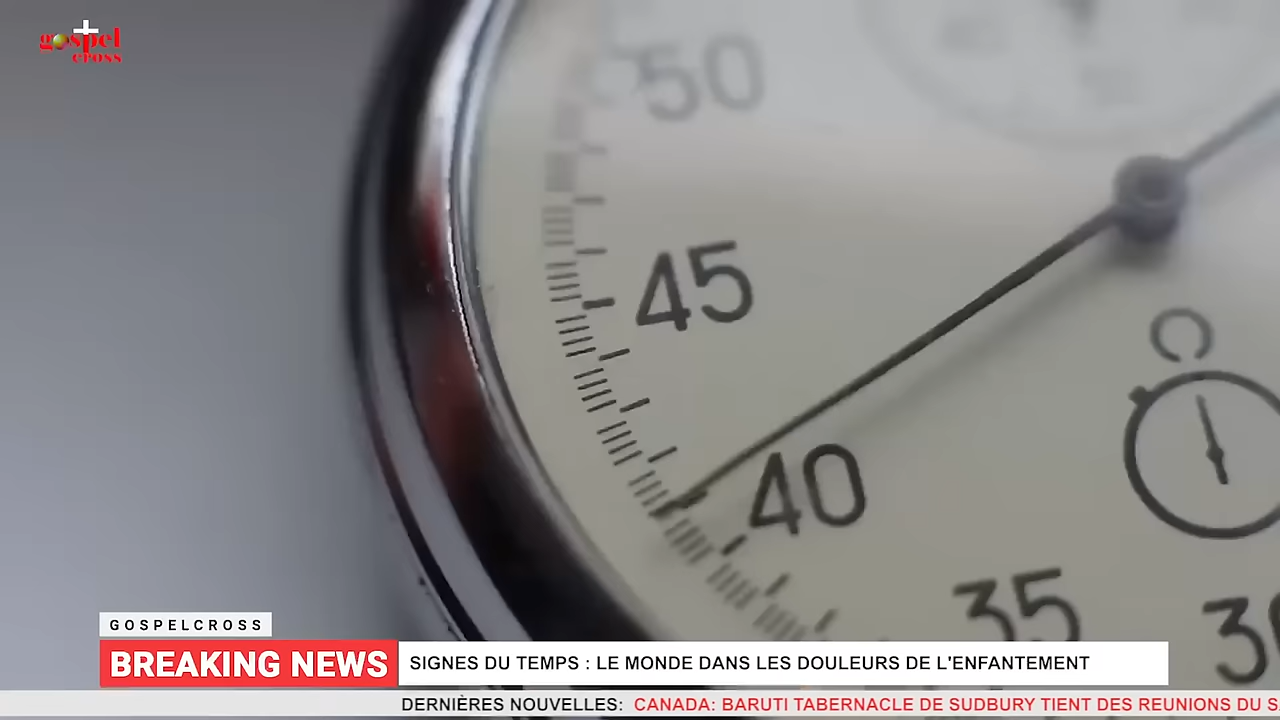 gospel
cross
50
45
40
35
30
C
GOSPELCROSS
BREAKING NEWS
SIGNES DU TEMPS : LE MONDE DANS LES DOULEURS DE L'ENFANTEMENT
DERNIÈRES NOUVELLES: CANADA: BARUTI TABERNACLE DE SUDBURY TIENT DES REUNIONS DU